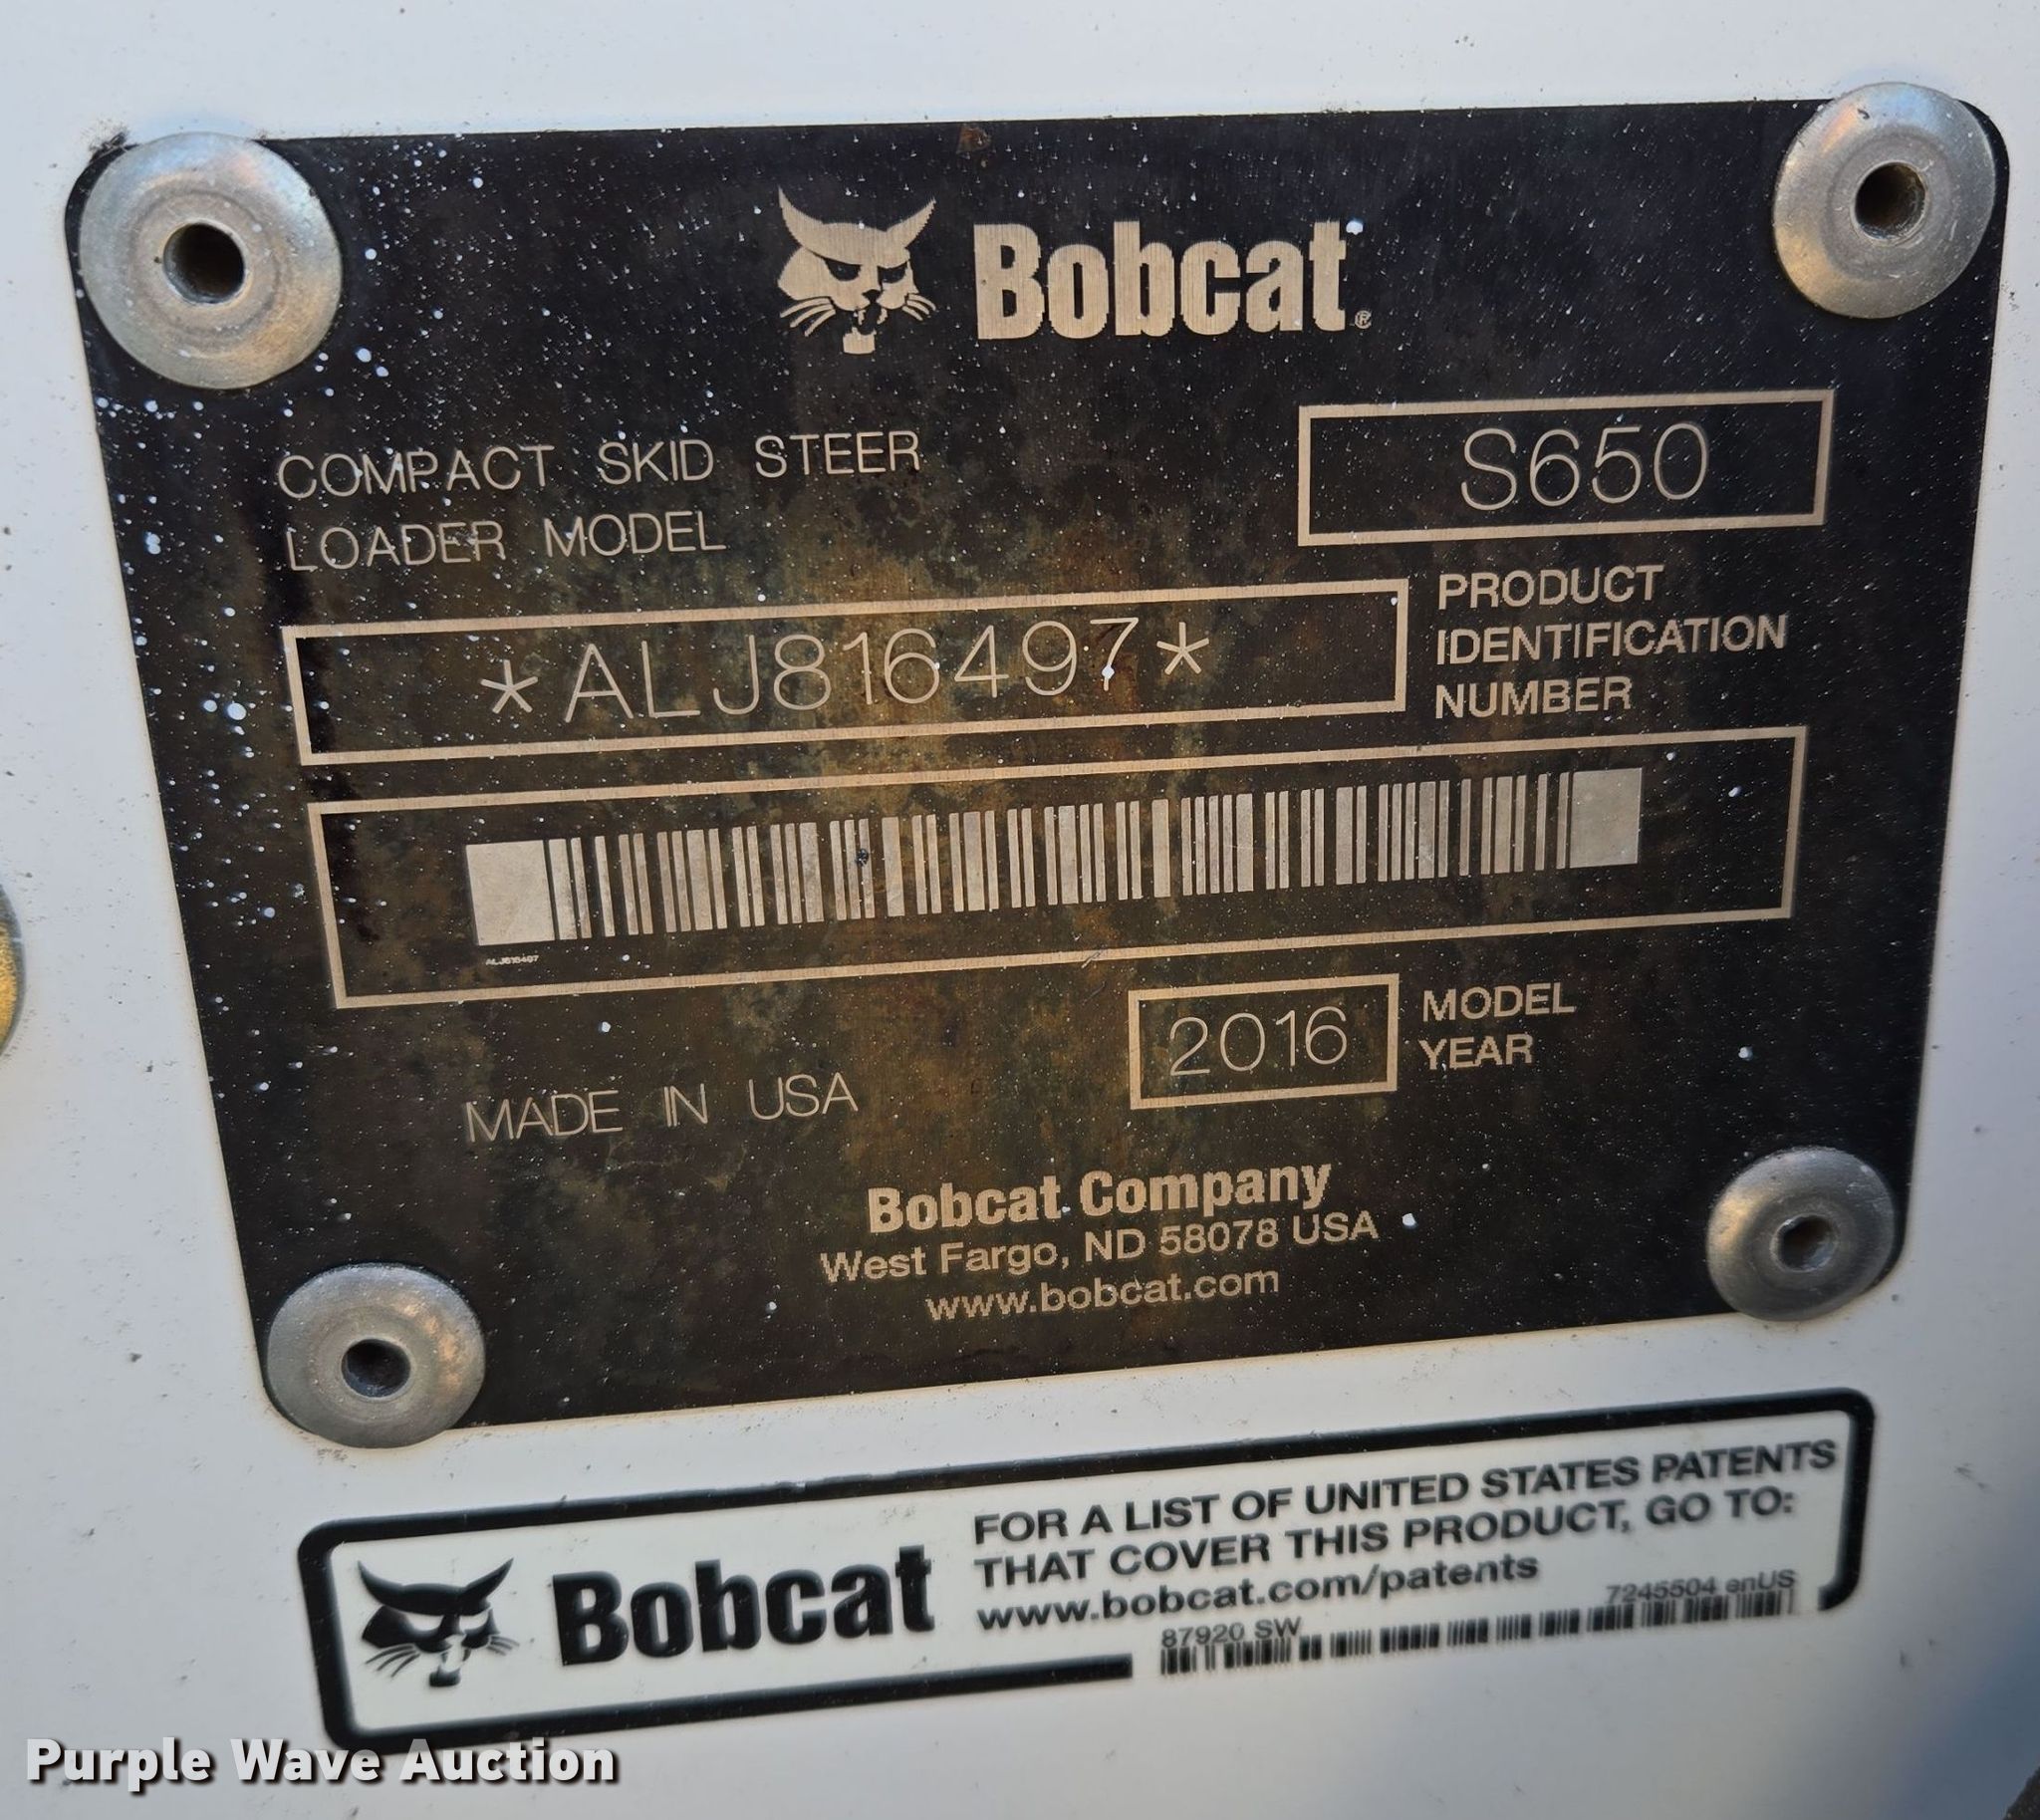 Bobcat®
COMPACT SKID STEER
LOADER MODEL
S650
*ALJ816497*
PRODUCT
IDENTIFICATION
NUMBER
ALJ816497
2016
MODEL
YEAR
MADE IN USA
Bobcat Company
West Fargo, ND 58078 USA
www.bobcat.com
Bobcat
FOR A LIST OF UNITED STATES PATENTS
THAT COVER THIS PRODUCT, GO TO:
www.bobcat.com/patents
7245504 enUS
87920 SW
Purple Wave Auction